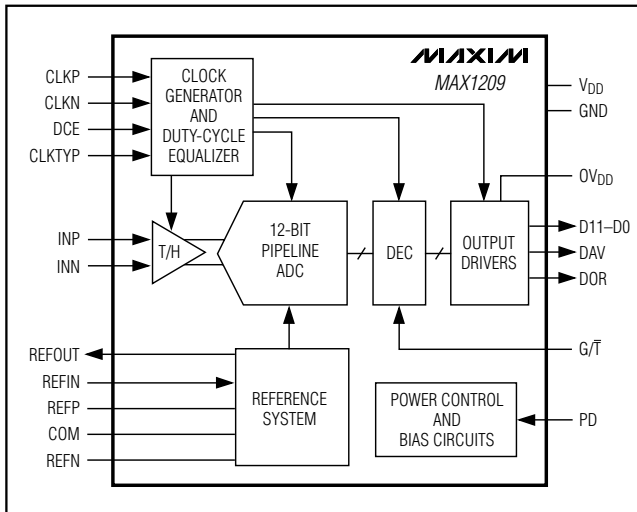 MAXIM
MAX1209
CLKP
CLKN
DCE
CLKTYP
CLOCK
GENERATOR
AND
DUTY-CYCLE
EQUALIZER
VDD
GND
OVDD
INP
INN
T/H
12-BIT
PIPELINE
ADC
DEC
OUTPUT
DRIVERS
D11–D0
DAV
DOR
REFOUT
REFIN
REFP
COM
REFN
REFERENCE
SYSTEM
G/T̅
POWER CONTROL
AND
BIAS CIRCUITS
PD